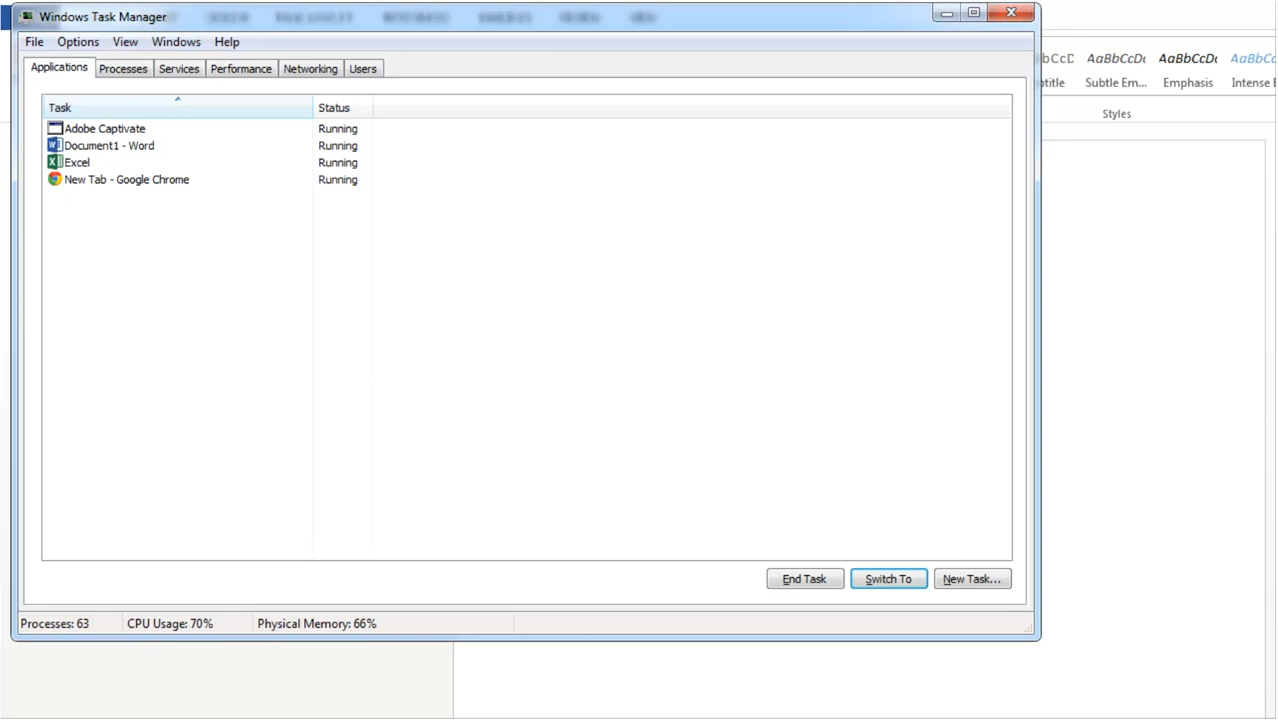 Windows Task Manager
File Options View Windows Help
Applications Processes Services Performance Networking Users
Task Status
Adobe Captivate Running
Document1 - Word Running
Excel Running
New Tab - Google Chrome Running
End Task Switch To New Task...
Processes: 63 CPU Usage: 70% Physical Memory: 66%
AaBbCcDc AaBbCcDc AaBbCcDc
Subtle Em... Emphasis Intense E
Styles